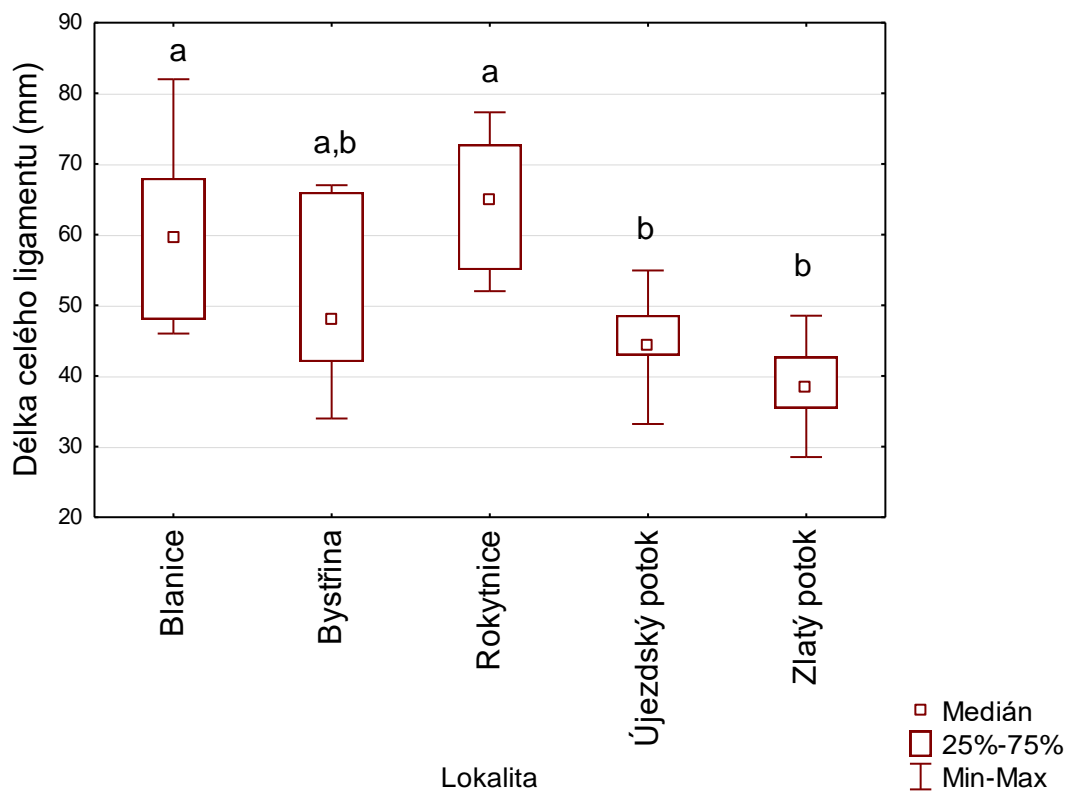 Délka celého ligamentu (mm)
90
80
70
60
50
40
30
20
a
a,b
a
b
b
Blanice
Bystřina
Rokytnice
Újezdský potok
Zlatý potok
Lokalita
Medián
25%-75%
Min-Max